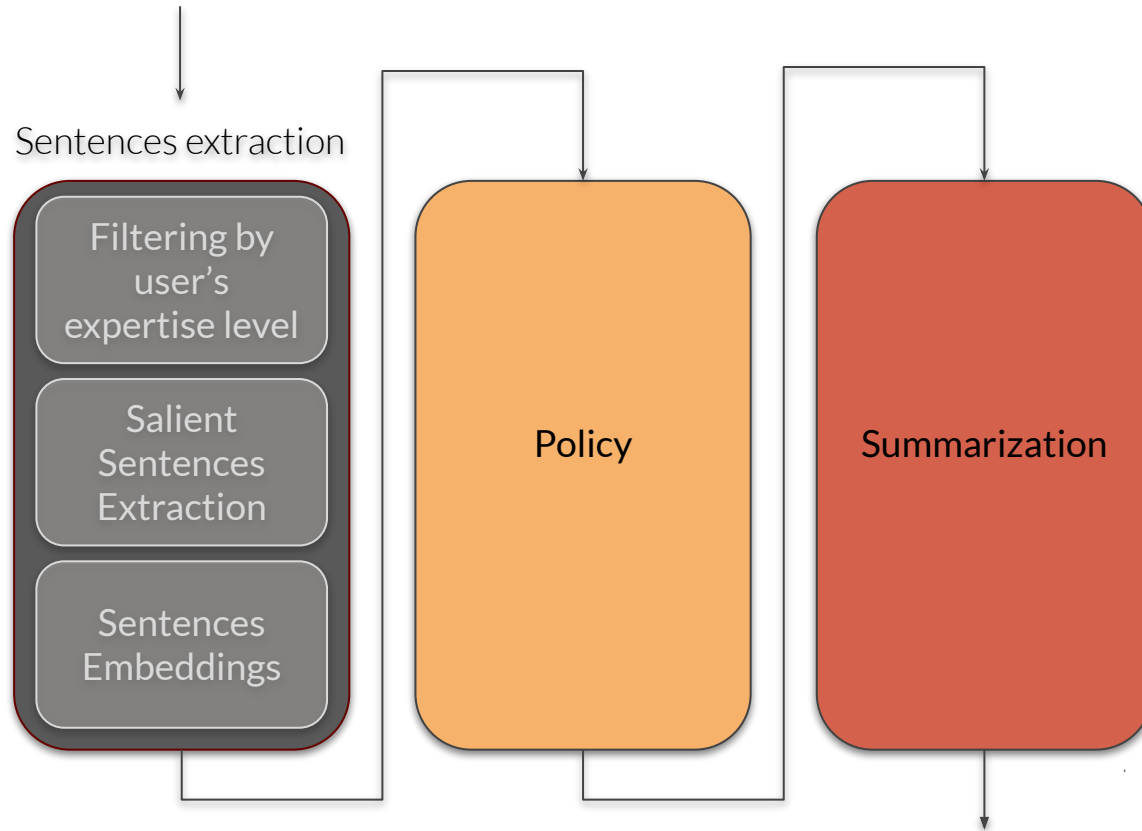 Sentences extraction
Filtering by
user’s
expertise level
Salient
Sentences
Extraction
Sentences
Embeddings
Policy
Summarization